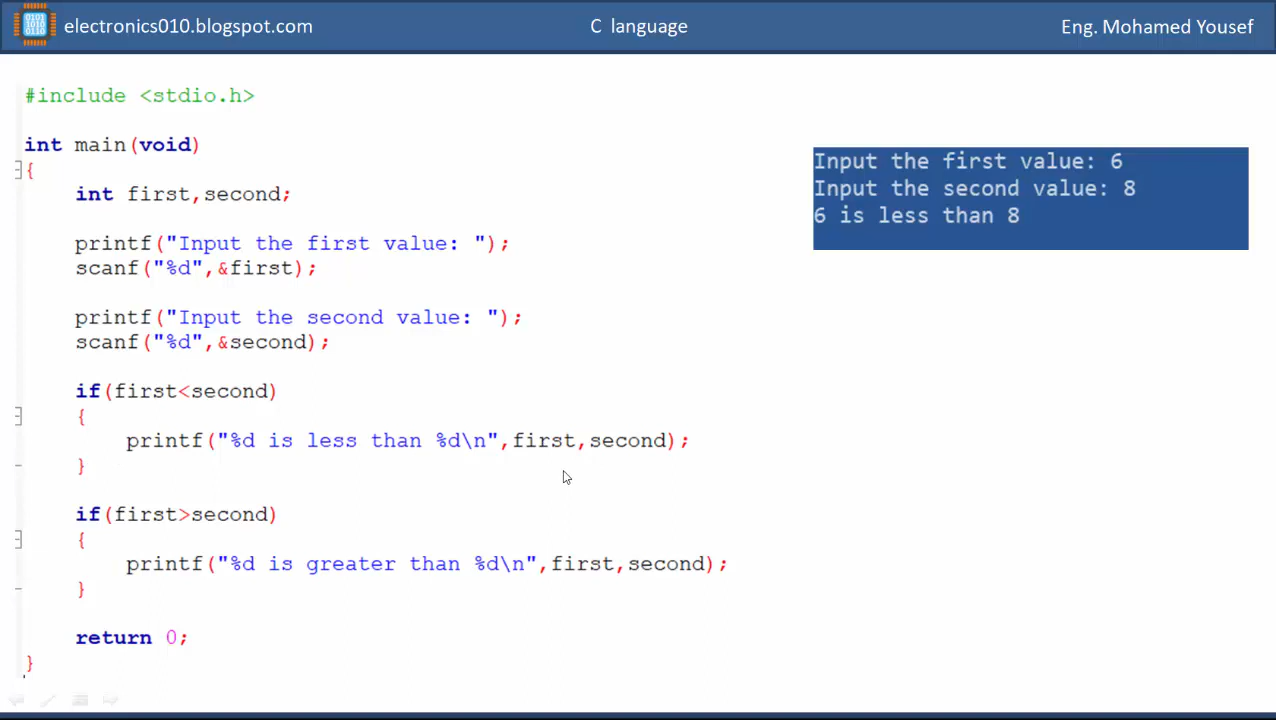 electronics010.blogspot.com
C language
Eng. Mohamed Yousef
#include <stdio.h>
int main(void)
{
    int first,second;
    printf("Input the first value: ");
    scanf("%d",&first);
    printf("Input the second value: ");
    scanf("%d",&second);
    if(first<second)
    {
        printf("%d is less than %d\n",first,second);
    }
    if(first>second)
    {
        printf("%d is greater than %d\n",first,second);
    }
    return 0;
}
Input the first value: 6
Input the second value: 8
6 is less than 8